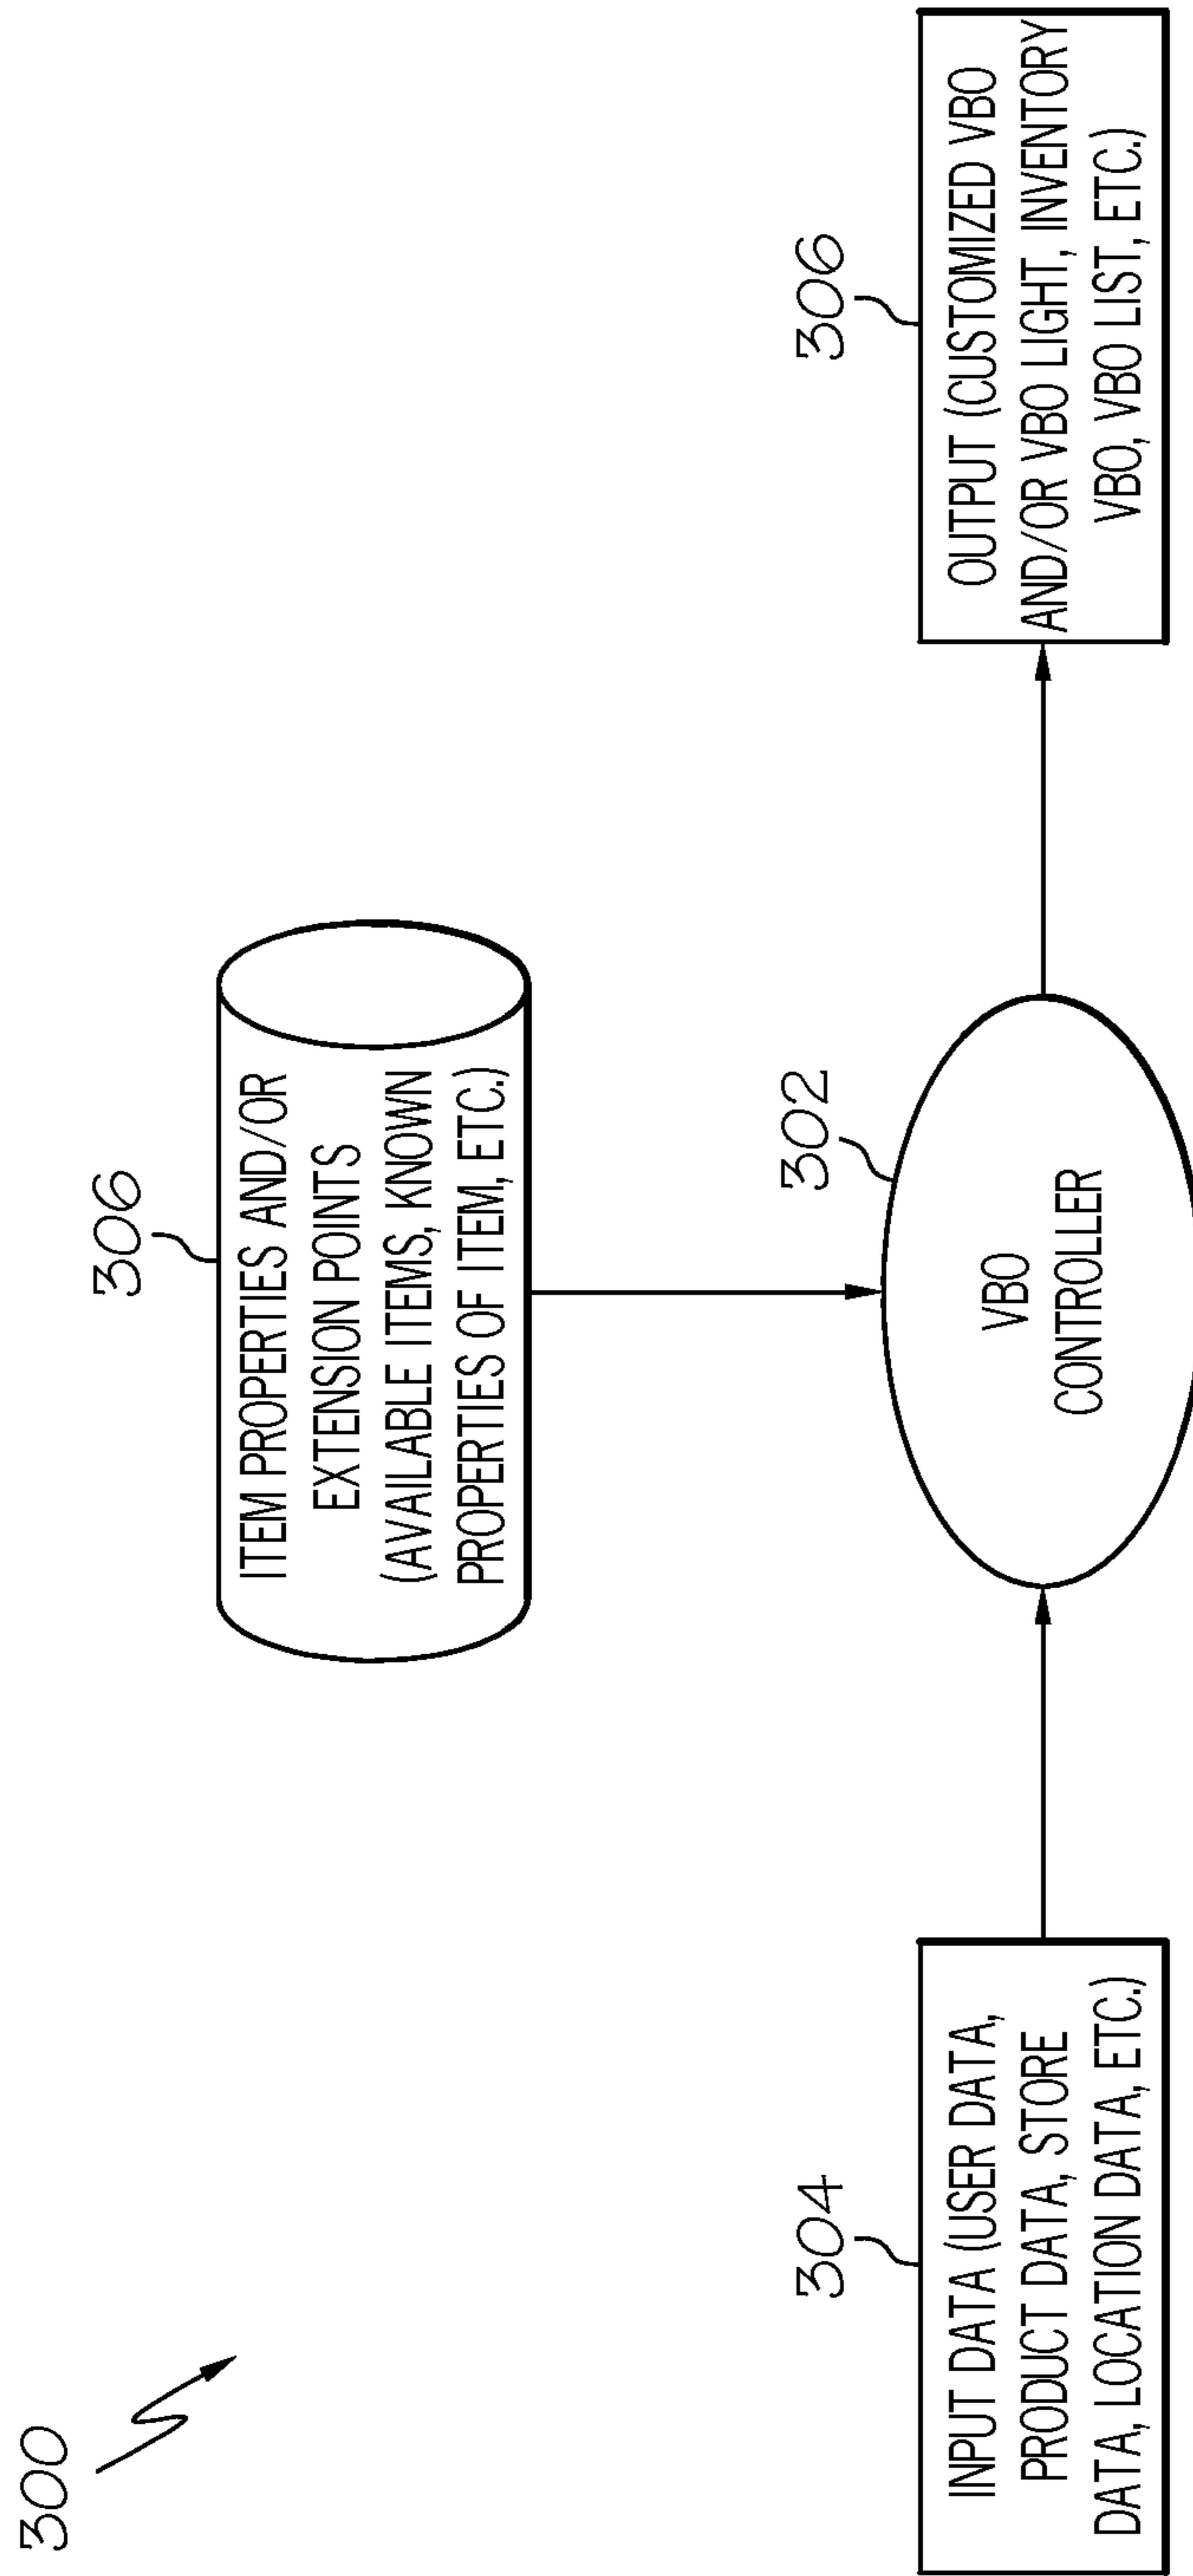 300
306
ITEM PROPERTIES AND/OR
EXTENSION POINTS
(AVAILABLE ITEMS, KNOWN
PROPERTIES OF ITEM, ETC.)
304
INPUT DATA (USER DATA,
PRODUCT DATA, STORE
DATA, LOCATION DATA, ETC.)
302
VBO
CONTROLLER
306
OUTPUT (CUSTOMIZED VBO
AND/OR VBO LIGHT, INVENTORY
VBO, VBO LIST, ETC.)